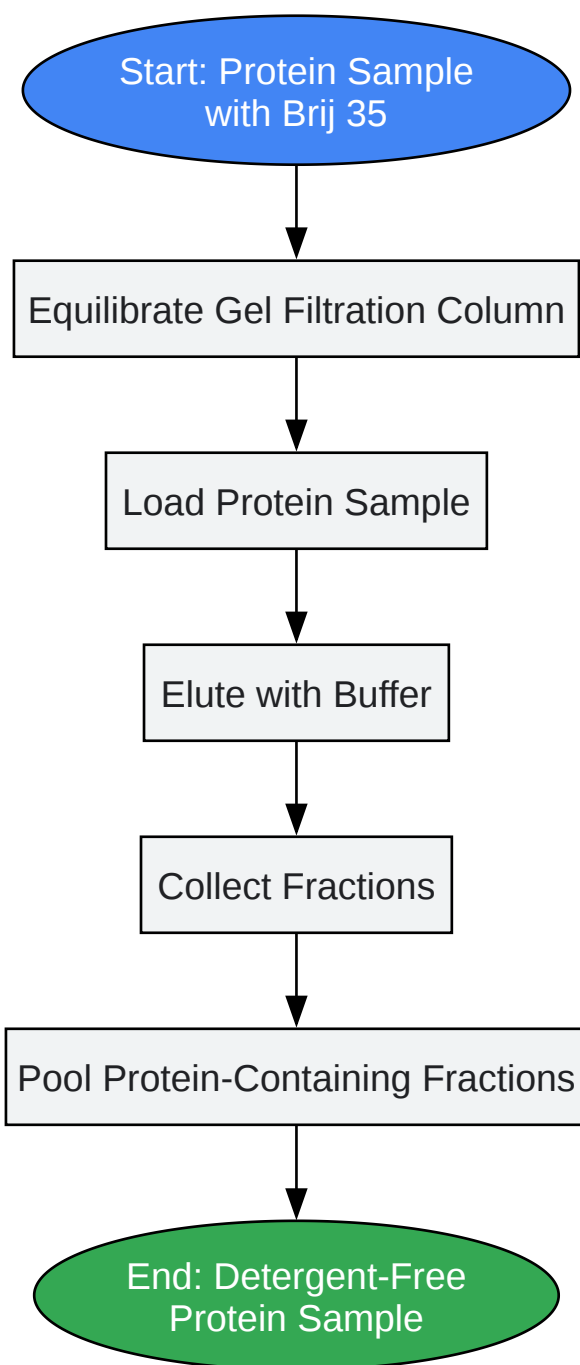 Start: Protein Sample
with Brij 35
Equilibrate Gel Filtration Column
Load Protein Sample
Elute with Buffer
Collect Fractions
Pool Protein-Containing Fractions
End: Detergent-Free
Protein Sample